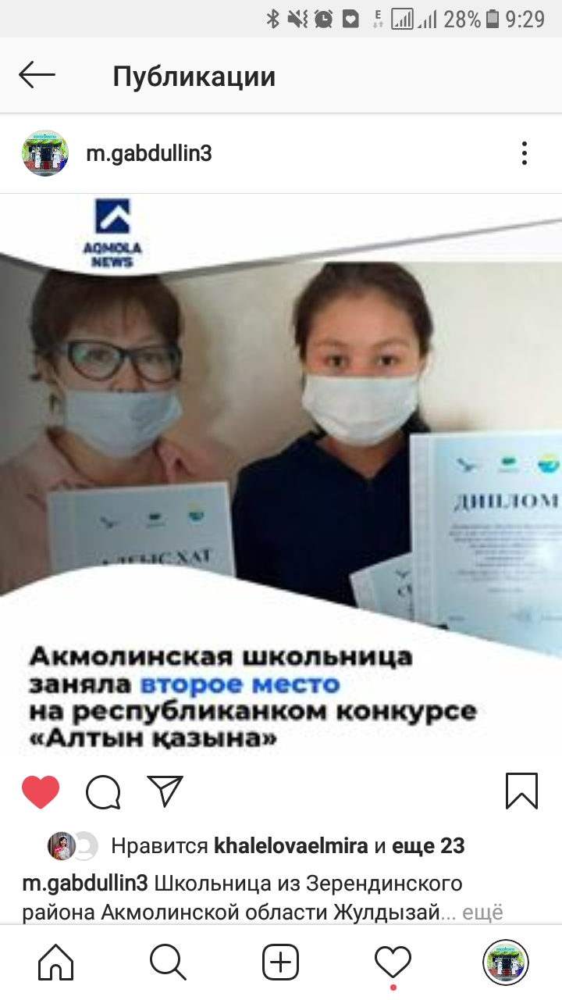 E 28% 9:29
Публикации
m.gabdullin3
AQMOLA
NEWS
АЛҒЫС ХАТ
ДИПЛОМ
Акмолинская школьница
заняла второе место
на республиканком конкурсе
«Алтын қазына»
Нравится khalelovaelmira и еще 23
m.gabdullin3 Школьница из Зерендинского
района Акмолинской области Жулдызай... ещё